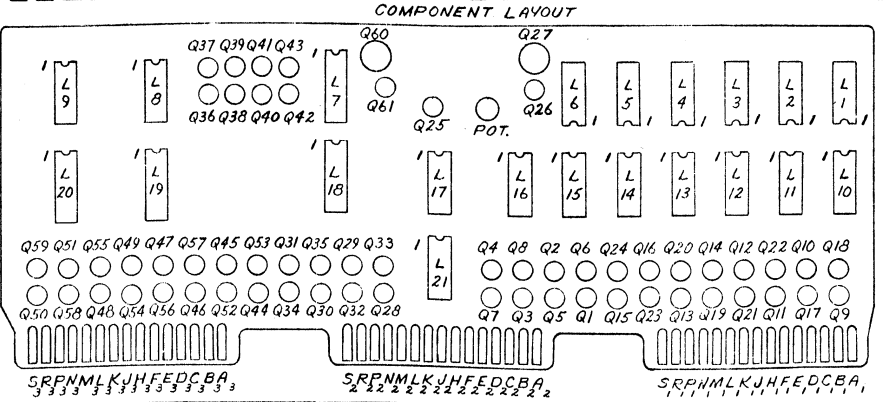 COMPONENT LAYOUT
Q60 Q27
Q37 Q39 Q41 Q43
1 L 9
1 L 8
1 L 7
Q61
Q25
POT.
Q26
L 6 1
L 5 1
L 4 1
L 3 1
L 2 1
L 1 1
Q36 Q38 Q40 Q42
1 L 20
1 L 19
L 18
1 L 17
1 L 16
1 L 15
1 L 14
1 L 13
1 L 12
1 L 11
1 L 10
Q59 Q51 Q55 Q49 Q47 Q57 Q45 Q53 Q31 Q35 Q29 Q33
1 L 21
Q4 Q8 Q2 Q6 Q24 Q16 Q20 Q14 Q12 Q22 Q10 Q18
Q50 Q58 Q48 Q54 Q56 Q46 Q52 Q44 Q34 Q30 Q32 Q28
Q7 Q3 Q5 Q1 Q15 Q23 Q13 Q19 Q21 Q11 Q17 Q9
S3 R3 P3 N3 M3 L3 K3 J3 H3 F3 E3 D3 C3 B3 A3
S2 R2 P2 N2 M2 L2 K2 J2 H2 F2 E2 D2 C2 B2 A2
S1 R1 P1 N1 M1 L1 K1 J1 H1 F1 E1 D1 C1 B1 A1